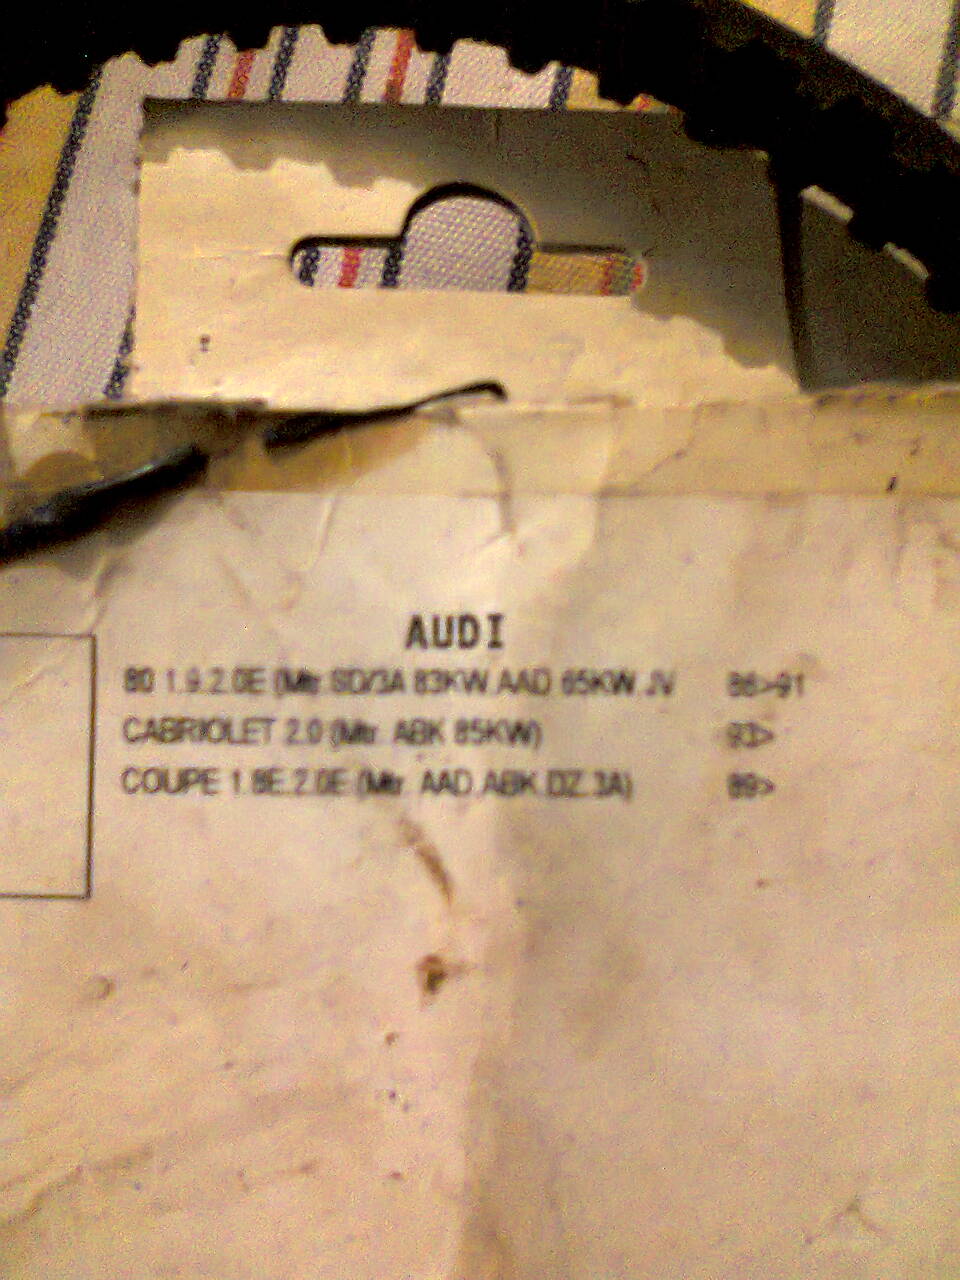 AUDI
80 1.9.2.0E (Mtr.SD/3A 83KW.AAD 65KW.JV 86>91
CABRIOLET 2.0 (Mtr. ABK 85KW) 93>
COUPE 1.8E.2.0E (Mtr. AAD.ABK.DZ.3A) 89>